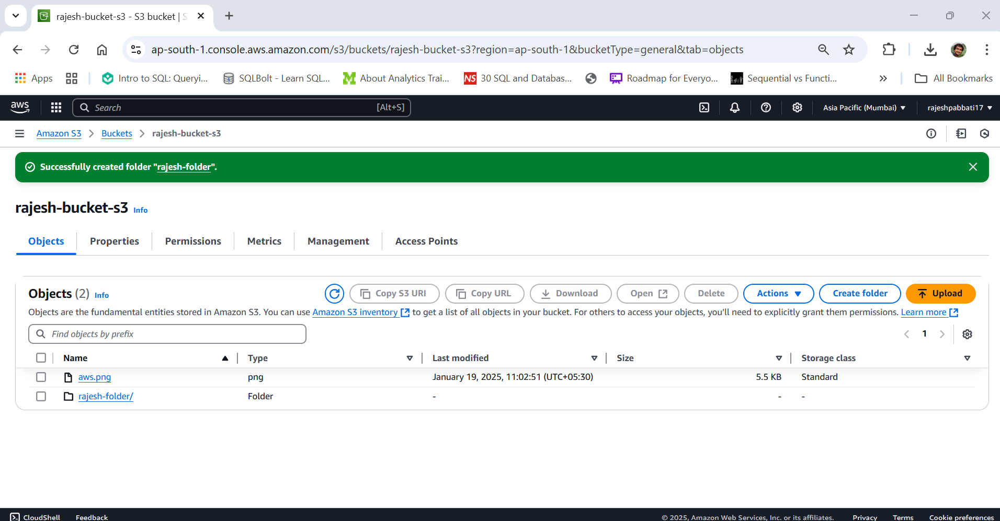 rajesh-bucket-s3 - S3 bucket | S
ap-south-1.console.aws.amazon.com/s3/buckets/rajesh-bucket-s3?region=ap-south-1&bucketType=general&tab=objects
Apps Intro to SQL: Queryi... SQLBolt - Learn SQL... About Analytics Trai... NS 30 SQL and Databas... Roadmap for Everyo... Sequential vs Functi... » All Bookmarks
aws Search [Alt+S] Asia Pacific (Mumbai) rajeshpabbati17
Amazon S3 > Buckets > rajesh-bucket-s3
Successfully created folder "rajesh-folder".
rajesh-bucket-s3 Info
Objects Properties Permissions Metrics Management Access Points
Objects (2) Info Copy S3 URI Copy URL Download Open Delete Actions Create folder Upload
Objects are the fundamental entities stored in Amazon S3. You can use Amazon S3 inventory to get a list of all objects in your bucket. For others to access your objects, you’ll need to explicitly grant them permissions. Learn more
Find objects by prefix < 1 >
Name Type Last modified Size Storage class
aws.png png January 19, 2025, 11:02:51 (UTC+05:30) 5.5 KB Standard
rajesh-folder/ Folder - - -
CloudShell Feedback © 2025, Amazon Web Services, Inc. or its affiliates. Privacy Terms Cookie preferences